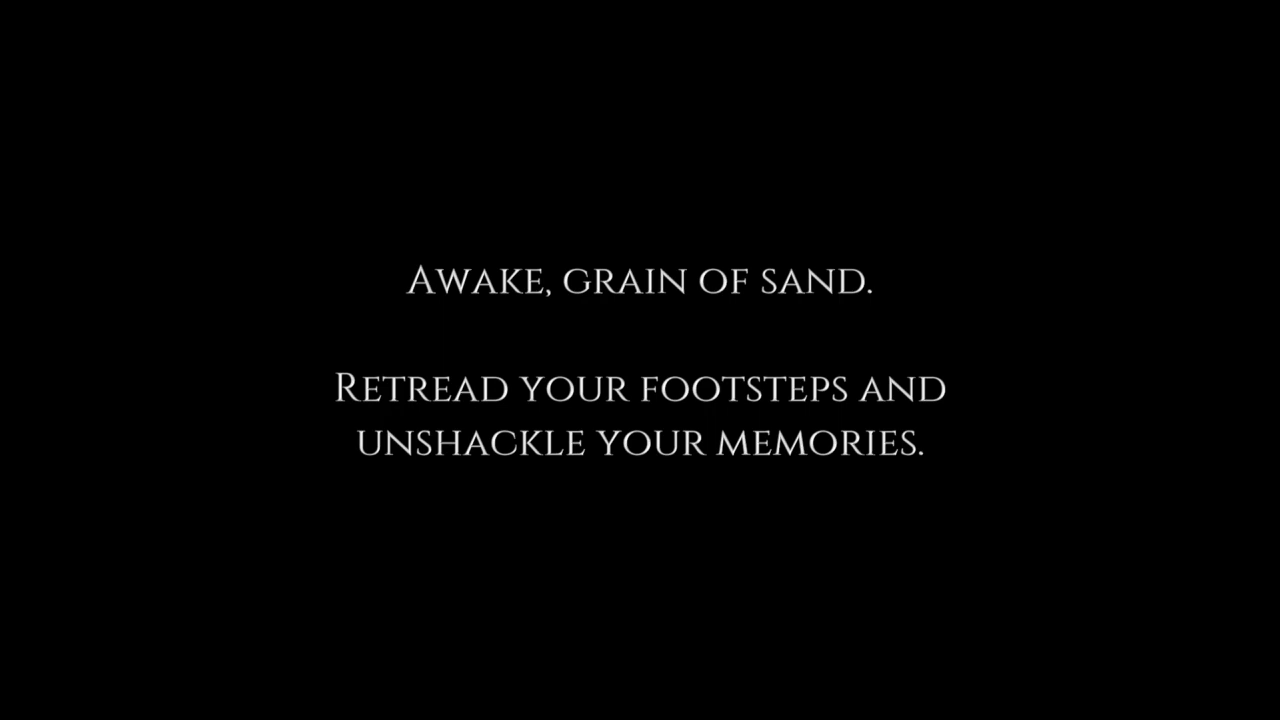 Awake, grain of sand.
Retread your footsteps and
unshackle your memories.